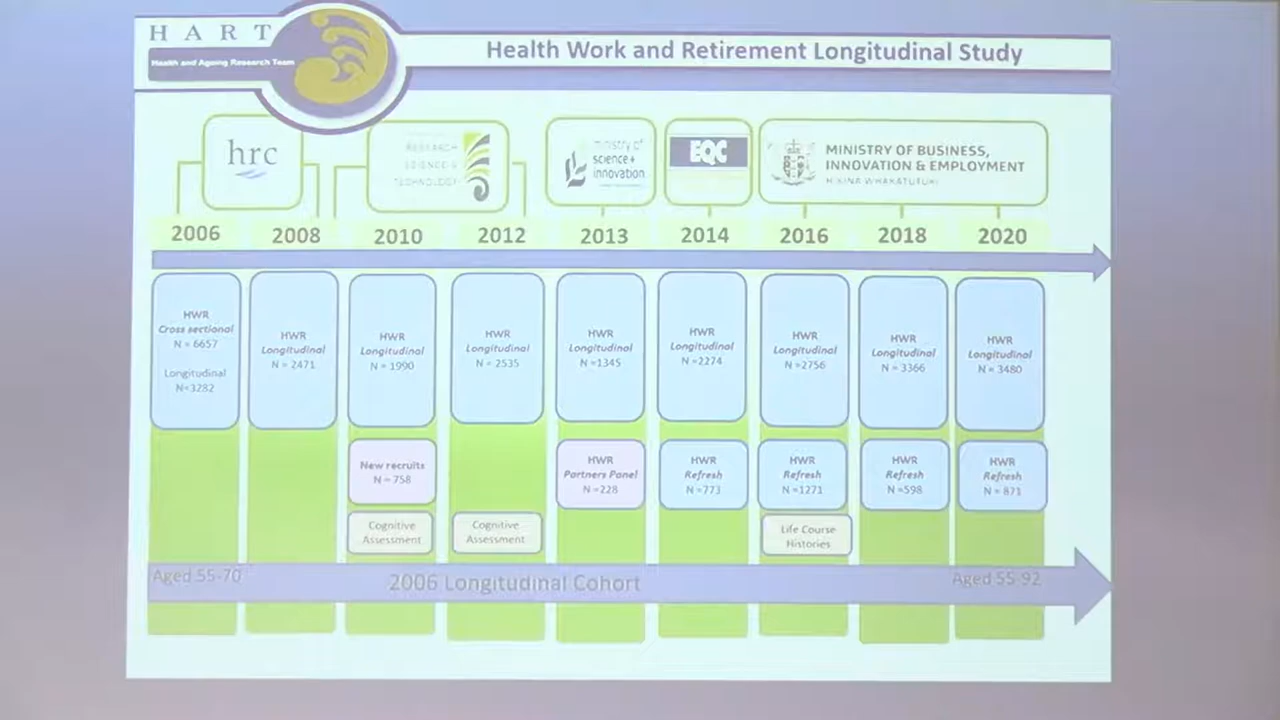 HART
Health and Ageing Research Team
Health Work and Retirement Longitudinal Study
hrc
RESEARCH
SCIENCE &
TECHNOLOGY
ministry of
science+
innovation
EQC
MINISTRY OF BUSINESS,
INNOVATION & EMPLOYMENT
HIKINA WHAKATUTUKI
2006
2008
2010
2012
2013
2014
2016
2018
2020
HWR
Cross sectional
N = 6657
Longitudinal
N=3282
HWR
Longitudinal
N = 2471
HWR
Longitudinal
N = 1990
HWR
Longitudinal
N = 2535
HWR
Longitudinal
N =1345
HWR
Longitudinal
N =2274
HWR
Longitudinal
N =2756
HWR
Longitudinal
N = 3366
HWR
Longitudinal
N = 3480
New recruits
N = 758
HWR
Partners Panel
N =228
HWR
Refresh
N =773
HWR
Refresh
N =1271
HWR
Refresh
N =598
HWR
Refresh
N = 871
Cognitive
Assessment
Cognitive
Assessment
Life Course
Histories
Aged 55-70
2006 Longitudinal Cohort
Aged 55-92